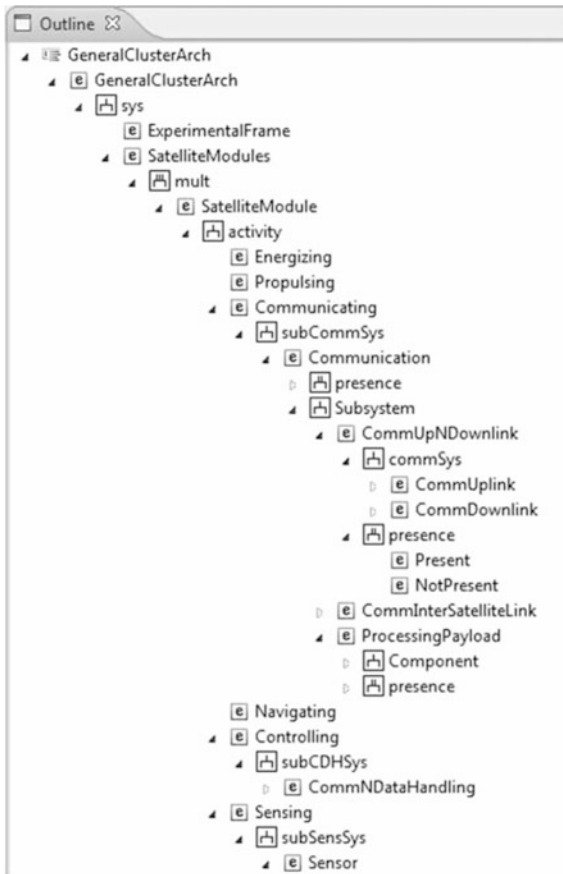 Outline
GeneralClusterArch
GeneralClusterArch
sys
ExperimentalFrame
SatelliteModules
mult
SatelliteModule
activity
Energizing
Propulsing
Communicating
subCommSys
Communication
presence
Subsystem
CommUpNDownlink
commSys
CommUplink
CommDownlink
presence
Present
NotPresent
CommInterSatelliteLink
ProcessingPayload
Component
presence
Navigating
Controlling
subCDHSys
CommNDataHandling
Sensing
subSensSys
Sensor